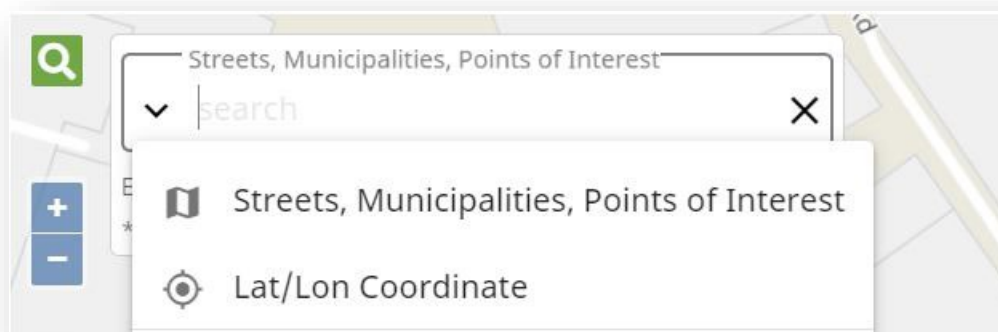 Streets, Municipalities, Points of Interest
search
Streets, Municipalities, Points of Interest
+
Lat/Lon Coordinate
−